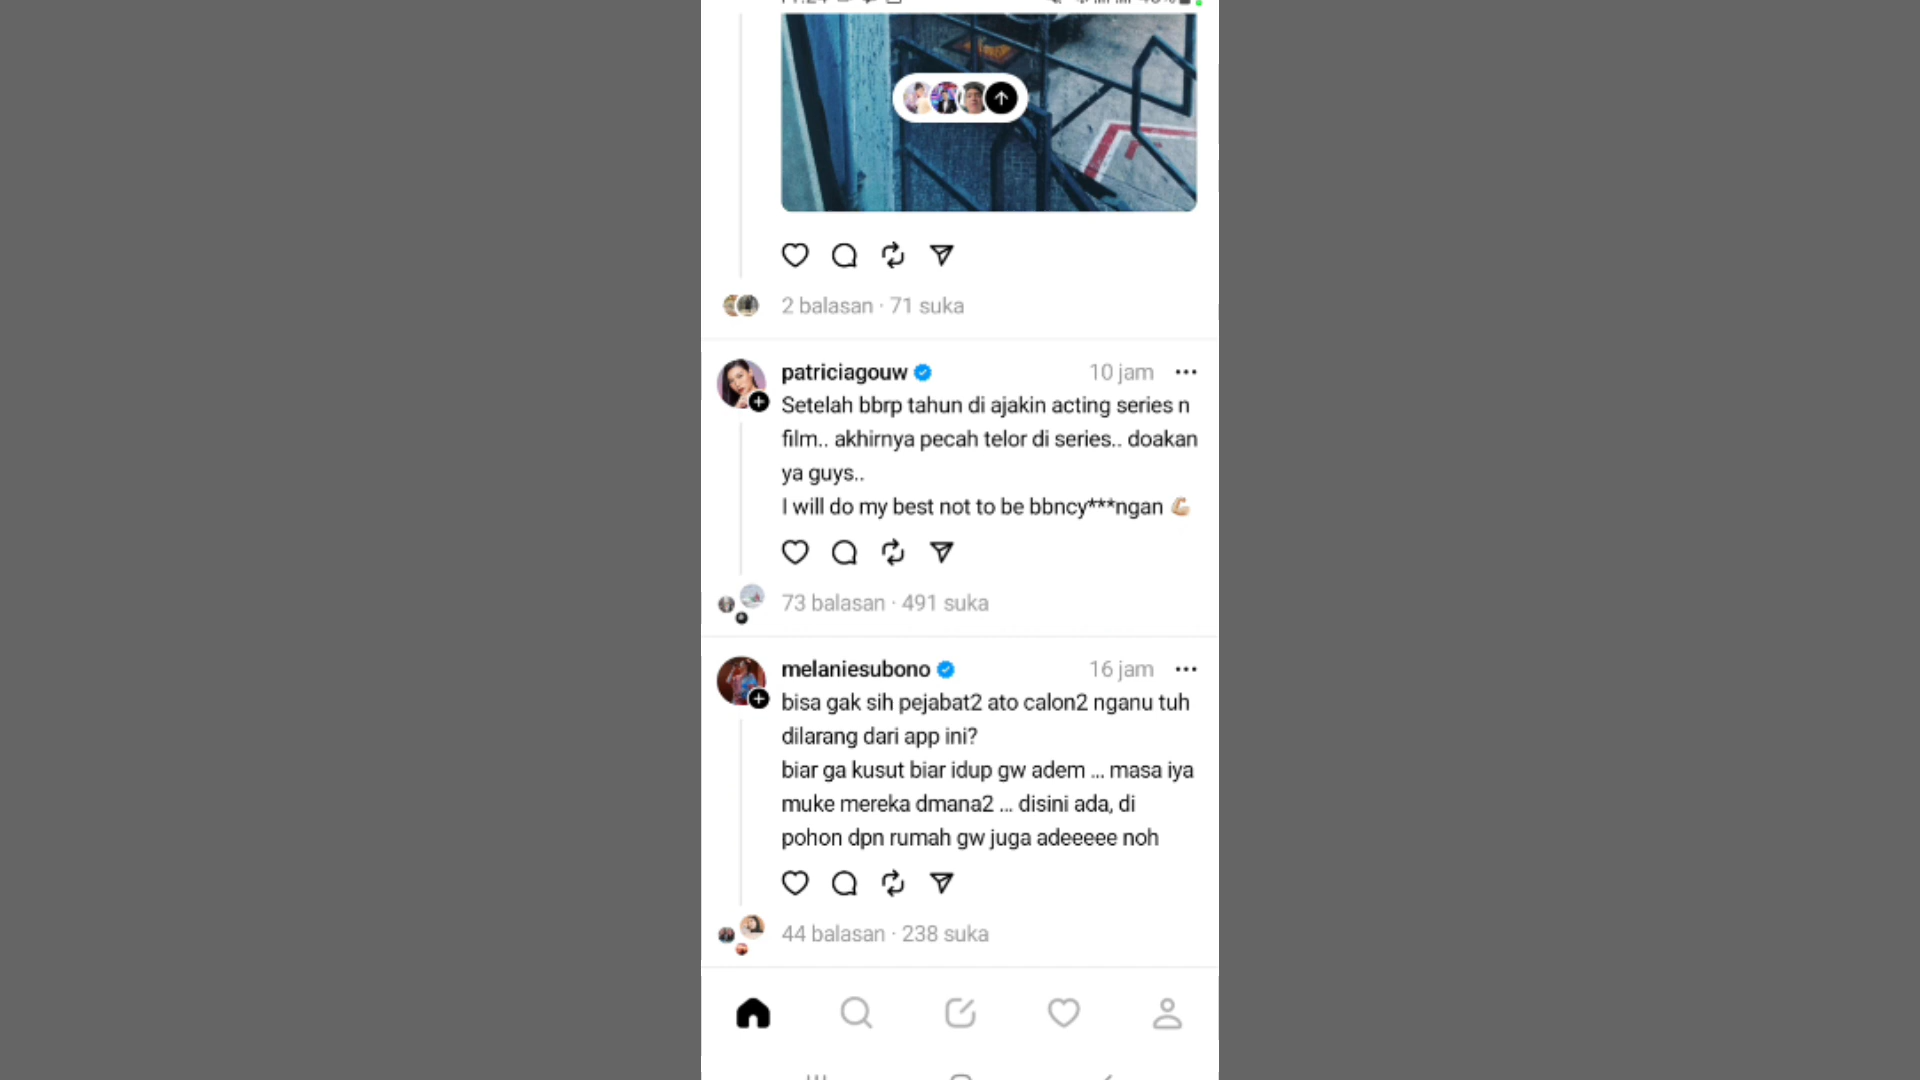 2 balasan · 71 suka
patriciagouw
10 jam
Setelah bbrp tahun di ajakin acting series n
film.. akhirnya pecah telor di series.. doakan
ya guys..
I will do my best not to be bbncy***ngan 💪🏼
73 balasan · 491 suka
melaniesubono
16 jam
bisa gak sih pejabat2 ato calon2 nganu tuh
dilarang dari app ini?
biar ga kusut biar idup gw adem ... masa iya
muke mereka dmana2 ... disini ada, di
pohon dpn rumah gw juga adeeeee noh
44 balasan · 238 suka